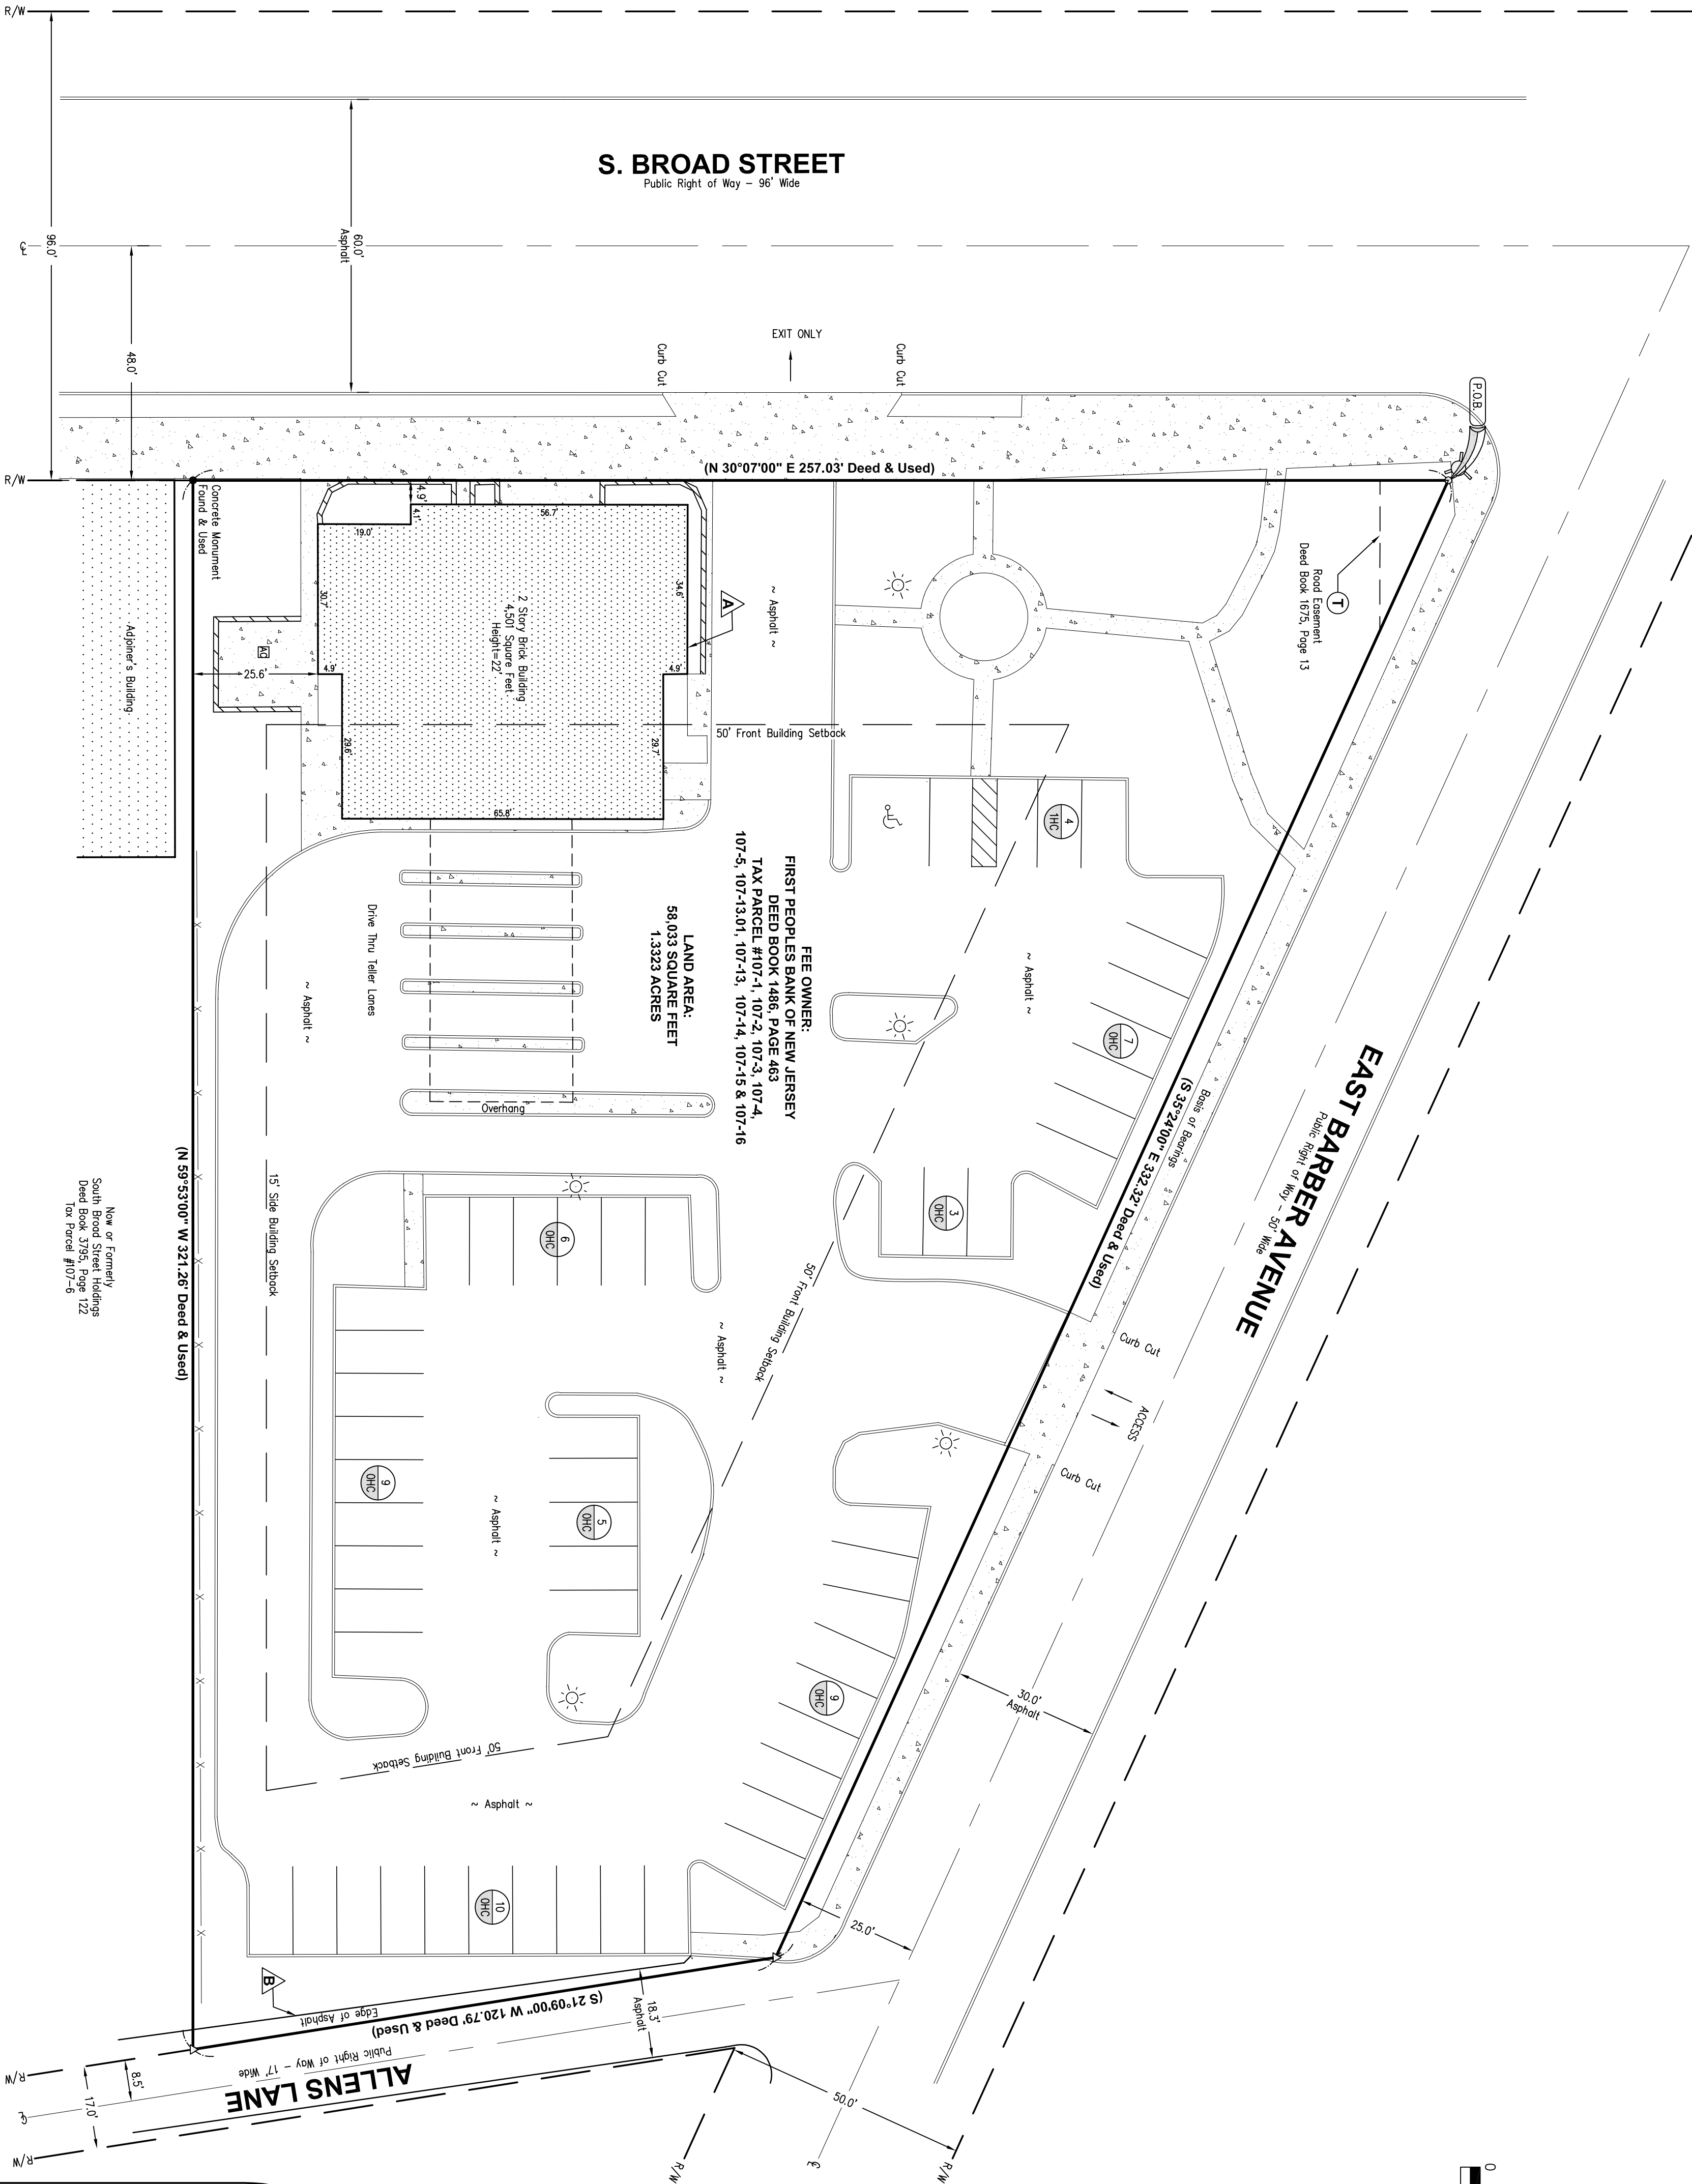 R/W
96.0'
60.0'
Asphalt
S. BROAD STREET
Public Right of Way - 96' Wide
48.0'
EXIT ONLY
Curb Cut
Curb Cut
P.O.B.
R/W
(N 30°07'00" E 257.03' Deed & Used)
Concrete Monument
Found & Used
4.9'
4.1'
56.7'
19.0'
34.6'
30.7'
A
~ Asphalt ~
T
Road Easement
Deed Book 1675, Page 13
2 Story Brick Building
4,501 Square Feet
Height=22'
Adjoiner's Building
AC
25.6'
4.9'
4.9'
29.6'
29.7'
65.8'
50' Front Building Setback
4
1HC
FEE OWNER:
FIRST PEOPLES BANK OF NEW JERSEY
DEED BOOK 1486, PAGE 463
TAX PARCEL #107-1, 107-2, 107-3, 107-4,
107-5, 107-13.01, 107-13, 107-14, 107-15 & 107-16
LAND AREA:
58,033 SQUARE FEET
1.3323 ACRES
Drive Thru Teller Lanes
~ Asphalt ~
~ Asphalt ~
Overhang
7
0HC
3
0HC
EAST BARBER AVENUE
Public Right of Way - 50' Wide
Basis of Bearings
(S 35°24'00" E 332.32' Deed & Used)
(N 59°53'00" W 321.26' Deed & Used)
15' Side Building Setback
Now or Formerly
South Broad Street Holdings
Deed Book 3795, Page 122
Tax Parcel #107-6
6
0HC
50' Front Building Setback
~ Asphalt ~
Curb Cut
ACCESS
Curb Cut
9
0HC
5
0HC
~ Asphalt ~
9
0HC
30.0'
Asphalt
50' Front Building Setback
~ Asphalt ~
10
0HC
25.0'
B
Edge of Asphalt
(S 21°09'00" W 120.79' Deed & Used)
18.3'
Asphalt
Public Right of Way - 17' Wide
ALLENS LANE
8.5'
17.0'
50.0'
R/W
R/W
R/W
R/W
0